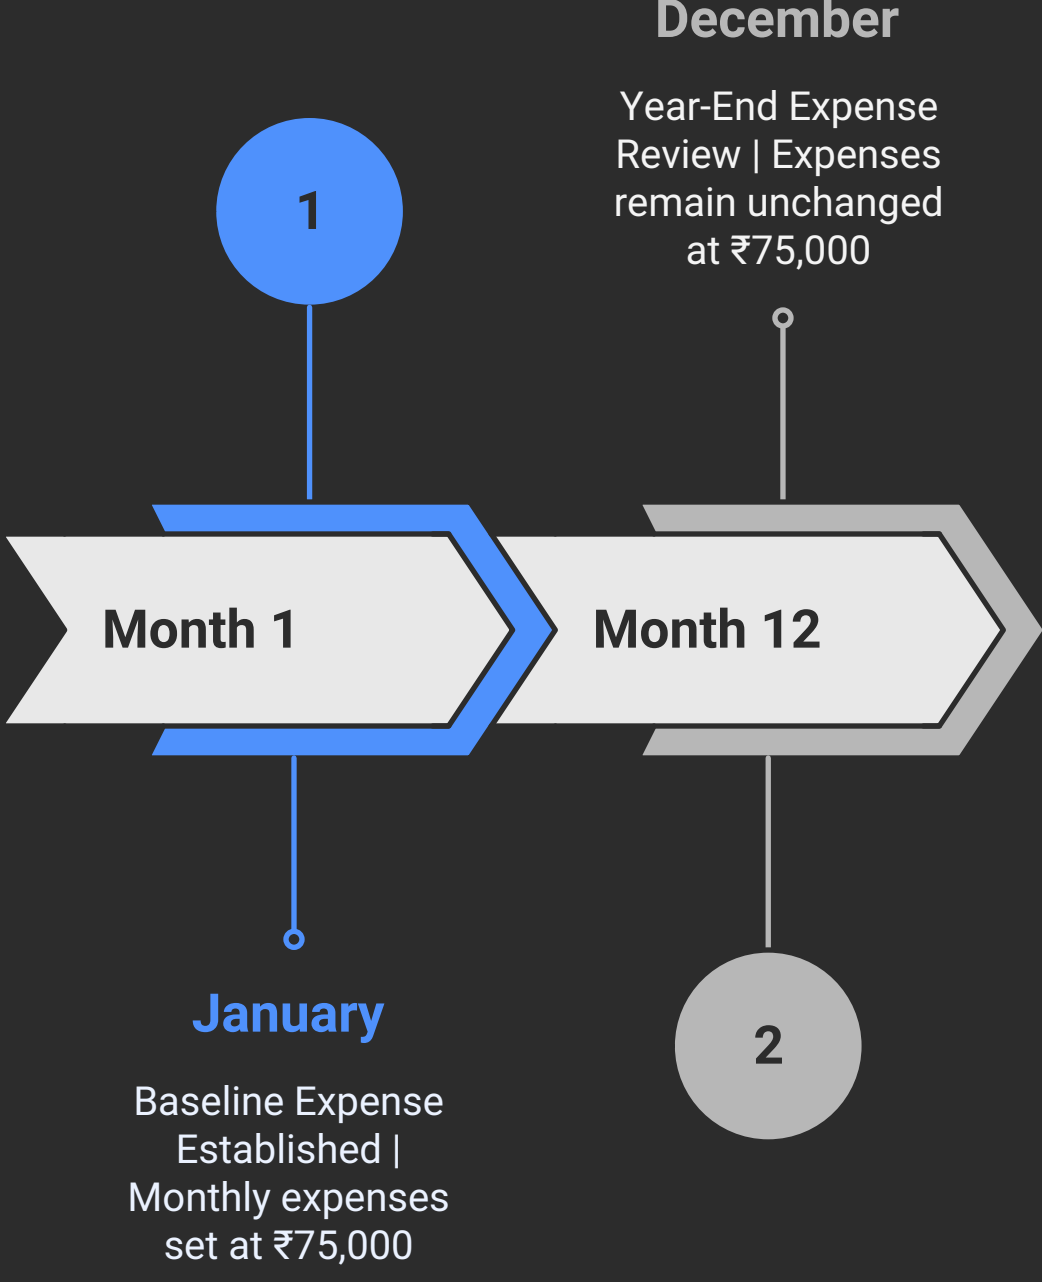 December
Year-End Expense
Review | Expenses
remain unchanged
at ₹75,000
1
Month 1
Month 12
January
Baseline Expense
Established |
Monthly expenses
set at ₹75,000
2